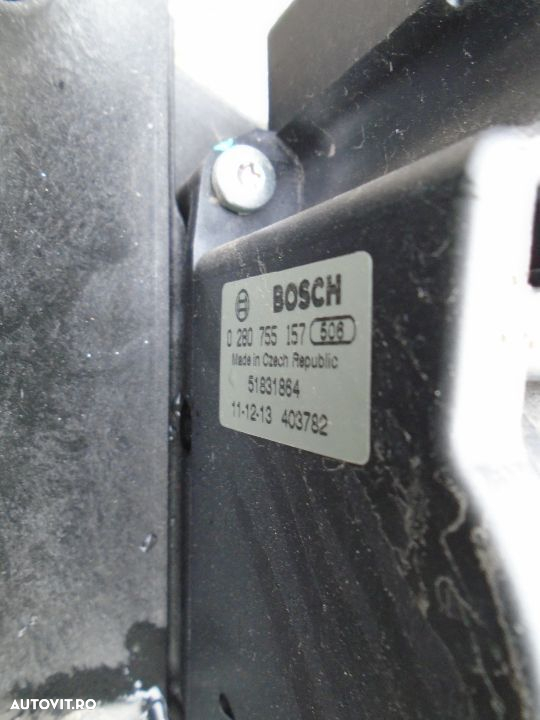 BOSCH
0 280 755 157 506
Made in Czech Republic
51831864
11-12-13 403782
AUTOVIT.RO